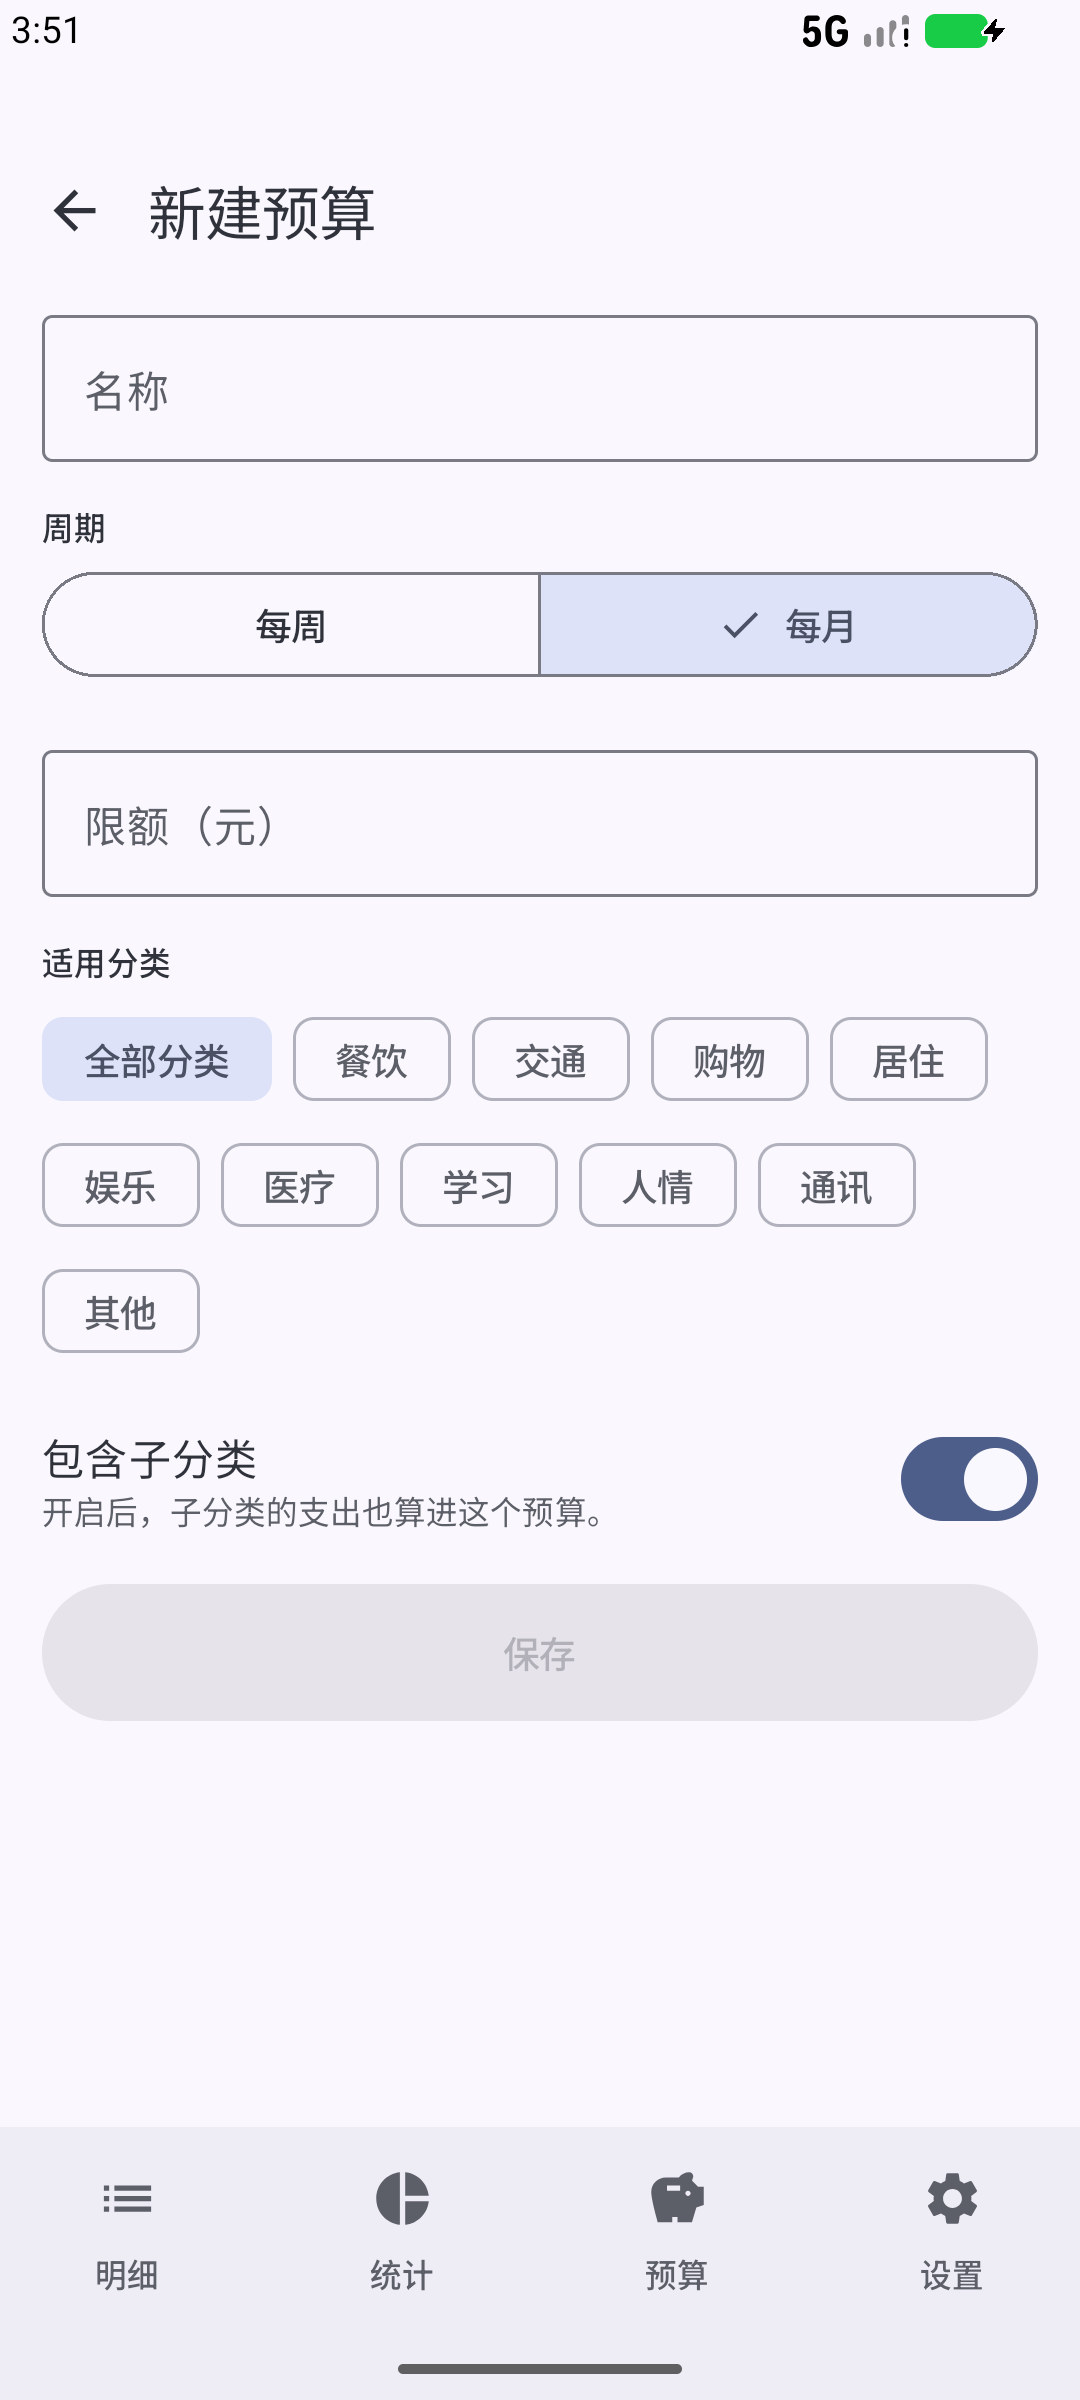 3:51 5G
新建预算
名称
周期
每周 每月
限额（元）
适用分类
全部分类 餐饮 交通 购物 居住
娱乐 医疗 学习 人情 通讯
其他
包含子分类
开启后，子分类的支出也算进这个预算。
保存
明细 统计 预算 设置